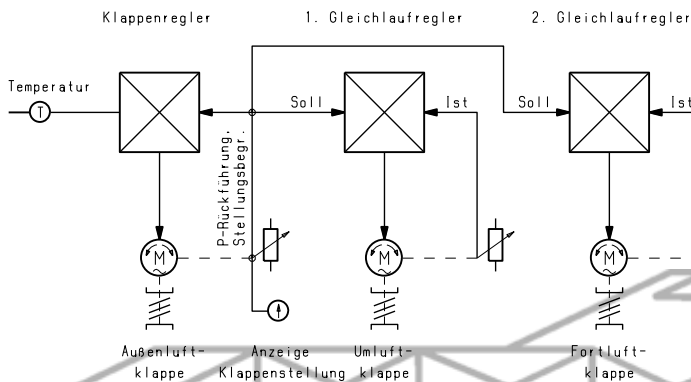 Klappenregler
1. Gleichlaufregler
2. Gleichlaufregler
Temperatur
T
Soll
Ist
Soll
Ist
P-Rückführung,
Stellungsbegr.
M
M
M
Außenluft-
klappe
Anzeige
Klappenstellung
Umluft-
klappe
Fortluft-
klappe